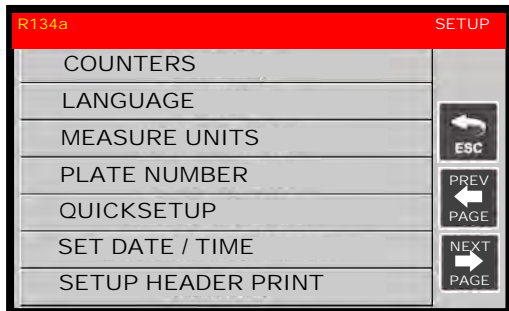 R134a SETUP
COUNTERS
LANGUAGE
MEASURE UNITS
PLATE NUMBER
QUICKSETUP
SET DATE / TIME
SETUP HEADER PRINT
ESC
PREV
PAGE
NEXT
PAGE